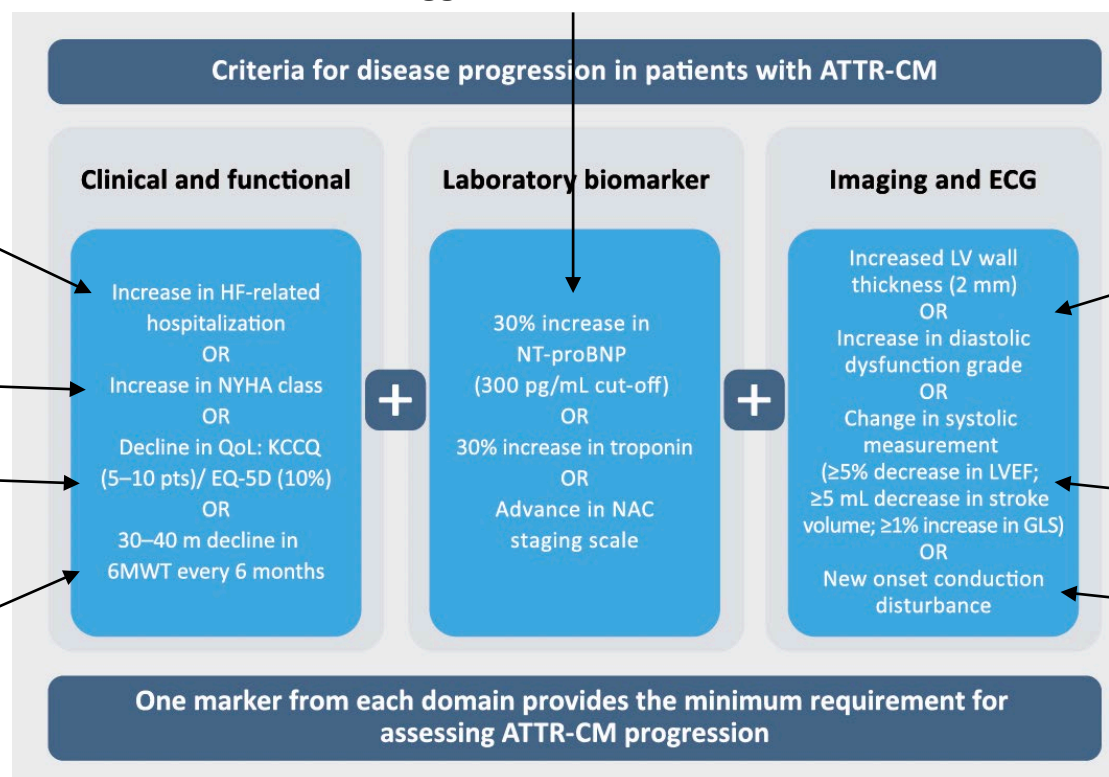 Criteria for disease progression in patients with ATTR-CM
Clinical and functional
Increase in HF-related
hospitalization
OR
Increase in NYHA class
OR
Decline in QoL: KCCQ
(5–10 pts)/ EQ-5D (10%)
OR
30–40 m decline in
6MWT every 6 months
+
Laboratory biomarker
30% increase in
NT-proBNP
(300 pg/mL cut-off)
OR
30% increase in troponin
OR
Advance in NAC
staging scale
+
Imaging and ECG
Increased LV wall
thickness (2 mm)
OR
Increase in diastolic
dysfunction grade
OR
Change in systolic
measurement
(≥5% decrease in LVEF;
≥5 mL decrease in stroke
volume; ≥1% increase in GLS)
OR
New onset conduction
disturbance
One marker from each domain provides the minimum requirement for
assessing ATTR-CM progression